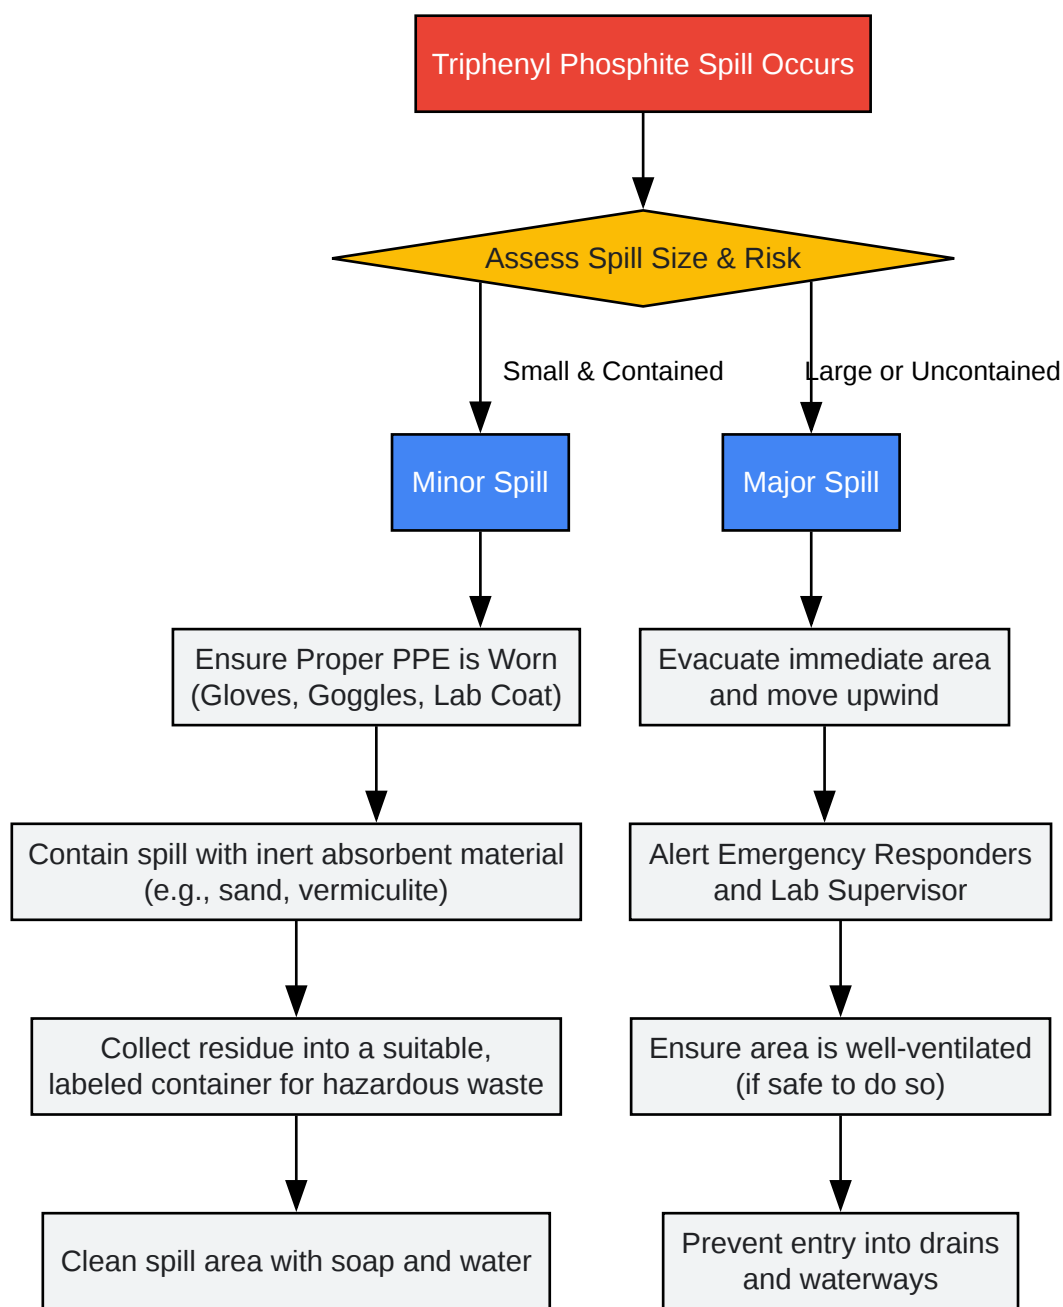 Triphenyl Phosphite Spill Occurs
Assess Spill Size & Risk
Small & Contained
Large or Uncontained
Minor Spill
Major Spill
Ensure Proper PPE is Worn
(Gloves, Goggles, Lab Coat)
Evacuate immediate area
and move upwind
Contain spill with inert absorbent material
(e.g., sand, vermiculite)
Alert Emergency Responders
and Lab Supervisor
Collect residue into a suitable,
labeled container for hazardous waste
Ensure area is well-ventilated
(if safe to do so)
Clean spill area with soap and water
Prevent entry into drains
and waterways